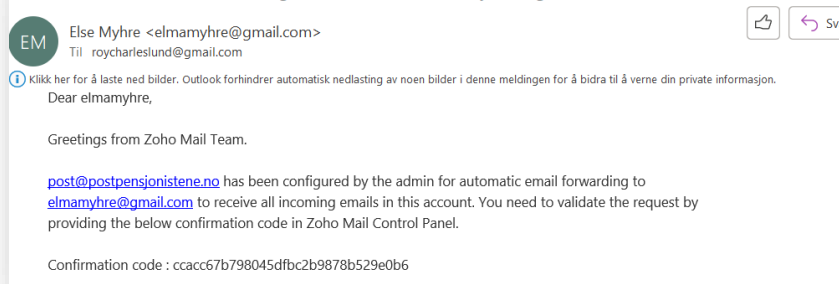 EM
Else Myhre <elmamyhre@gmail.com>
Til roycharleslund@gmail.com
Sv
Klikk her for å laste ned bilder. Outlook forhindrer automatisk nedlasting av noen bilder i denne meldingen for å bidra til å verne din private informasjon.
Dear elmamyhre,
Greetings from Zoho Mail Team.
post@postpensjonistene.no has been configured by the admin for automatic email forwarding to
elmamyhre@gmail.com to receive all incoming emails in this account. You need to validate the request by
providing the below confirmation code in Zoho Mail Control Panel.
Confirmation code : ccacc67b798045dfbc2b9878b529e0b6